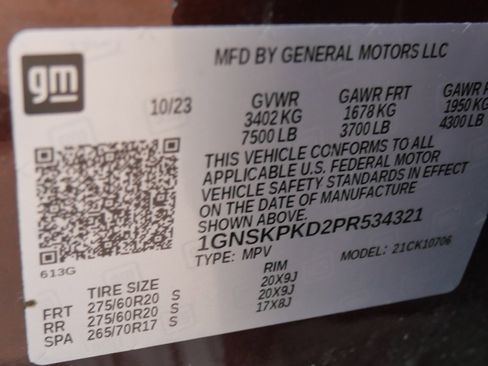 gm
MFD BY GENERAL MOTORS LLC
10/23 GVWR GAWR FRT GAWR
3402 KG 1678 KG 1950 KG
7500 LB 3700 LB 4300 LB
THIS VEHICLE CONFORMS TO ALL
APPLICABLE U.S. FEDERAL MOTOR
VEHICLE SAFETY STANDARDS IN EFFECT
ON THE DATE OF MANUFACTURE
SHOWN ABOVE.
1GNSKPKD2PR534321
TYPE: MPV MODEL: 21CK10706
613G
TIRE SIZE RIM
FRT 275/60R20 S 20X9J
RR 275/60R20 S 20X9J
SPA 265/70R17 S 17X8J